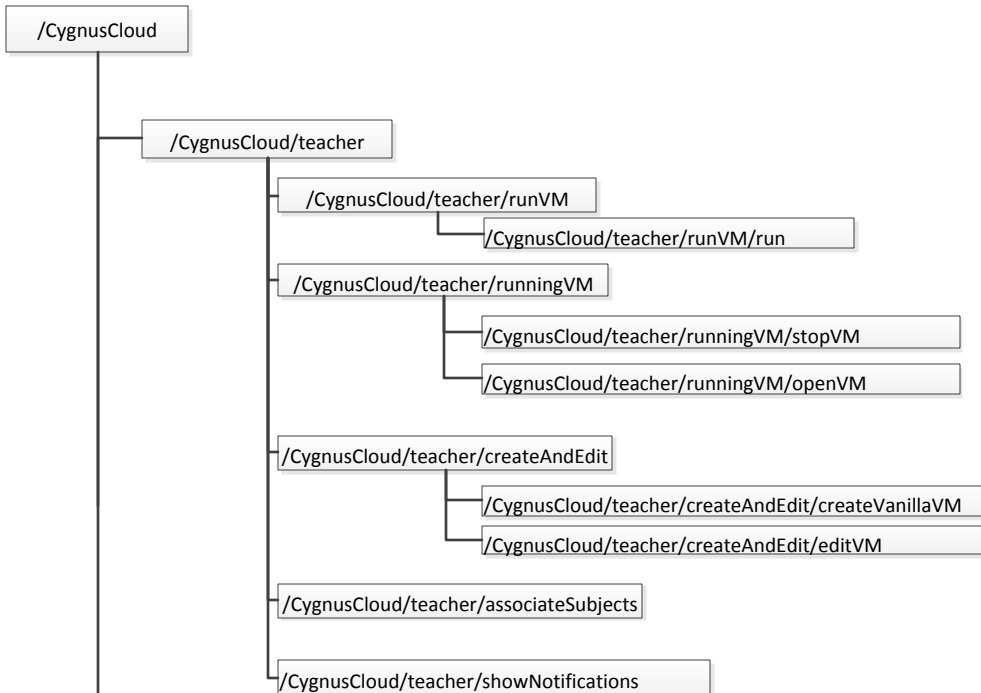 /CygnusCloud
/CygnusCloud/teacher
/CygnusCloud/teacher/runVM
/CygnusCloud/teacher/runVM/run
/CygnusCloud/teacher/runningVM
/CygnusCloud/teacher/runningVM/stopVM
/CygnusCloud/teacher/runningVM/openVM
/CygnusCloud/teacher/createAndEdit
/CygnusCloud/teacher/createAndEdit/createVanillaVM
/CygnusCloud/teacher/createAndEdit/editVM
/CygnusCloud/teacher/associateSubjects
/CygnusCloud/teacher/showNotifications